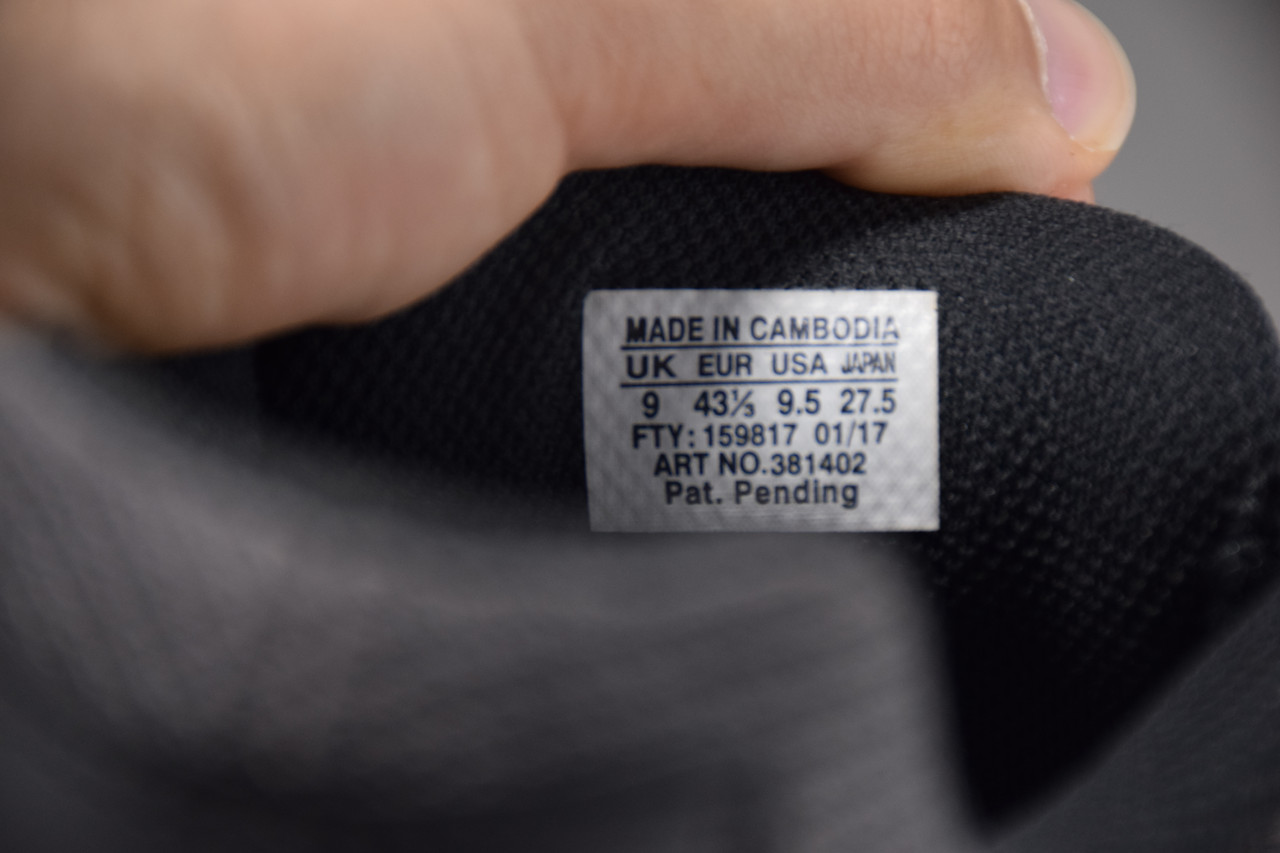 MADE IN CAMBODIA
UK EUR USA JAPAN
9 43⅓ 9.5 27.5
FTY: 159817 01/17
ART NO.381402
Pat. Pending